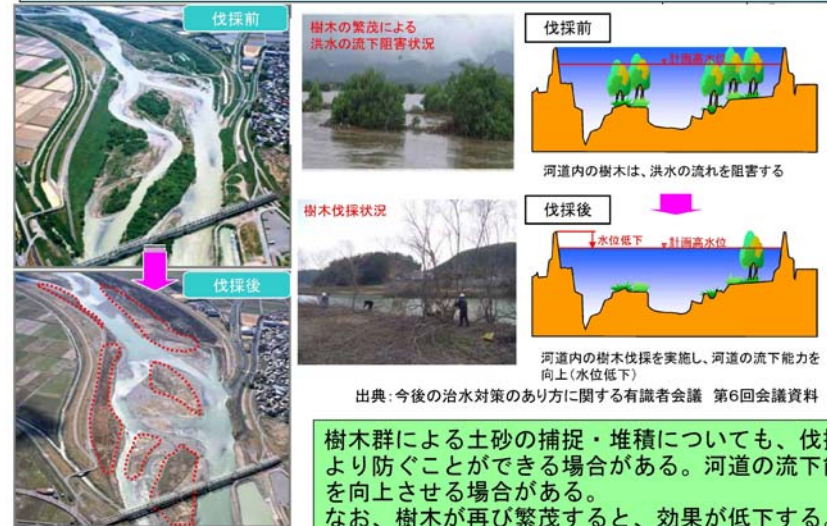 伐採前
伐採後
樹木の繁茂による
洪水の流下阻害状況
樹木伐採状況
伐採前
計画高水位
河道内の樹木は、洪水の流れを阻害する
伐採後
水位低下
計画高水位
河道内の樹木伐採を実施し、河道の流下能力を
向上(水位低下)
出典:今後の治水対策のあり方に関する有識者会議 第6回会議資料
樹木群による土砂の捕捉・堆積についても、伐
より防ぐことができる場合がある。河道の流下
を向上させる場合がある。
なお、樹木が再び繁茂すると、効果が低下する